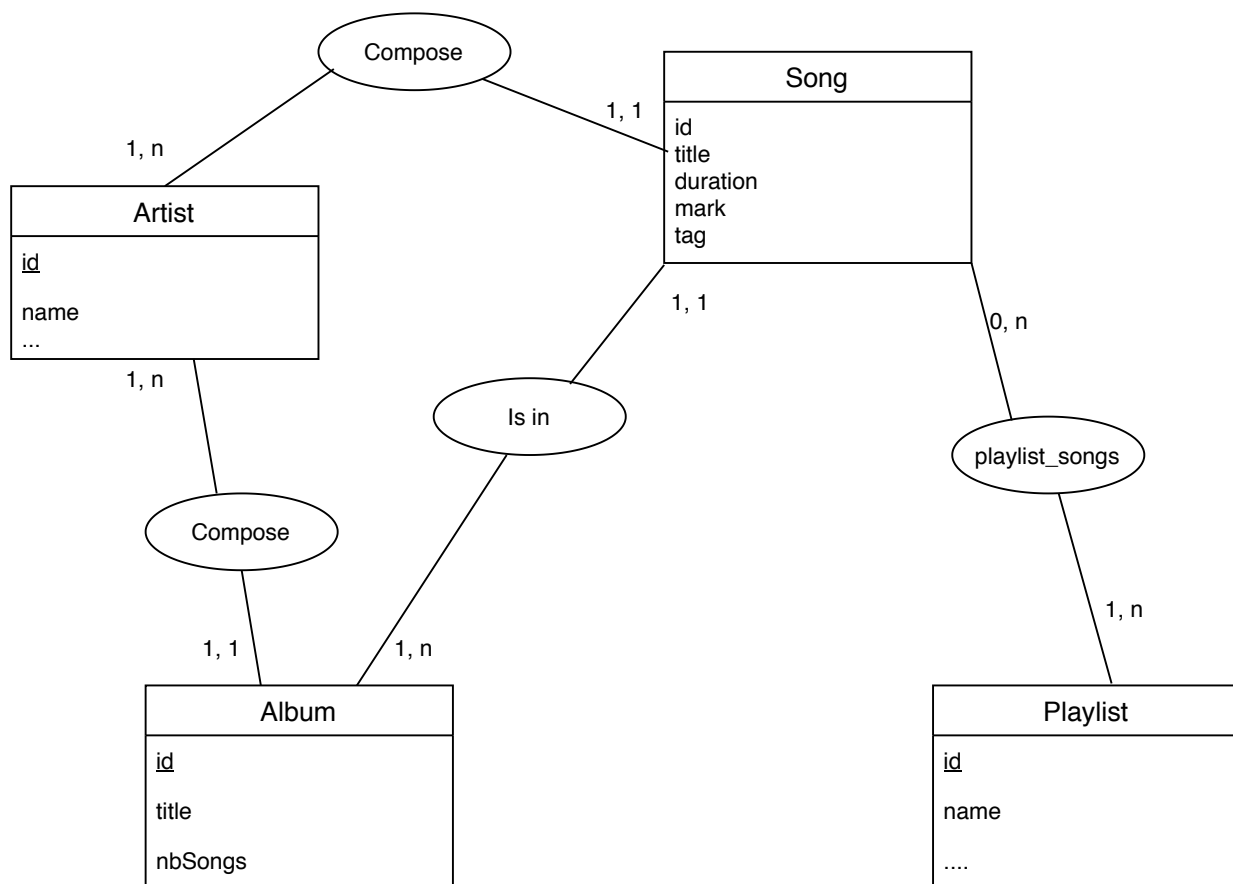 Compose
Song
1, 1
id
title
duration
mark
tag
1, n
Artist
id
name
...
1, n
1, 1
0, n
Is in
playlist_songs
Compose
1, 1
1, n
1, n
Album
id
title
nbSongs
Playlist
id
name
....